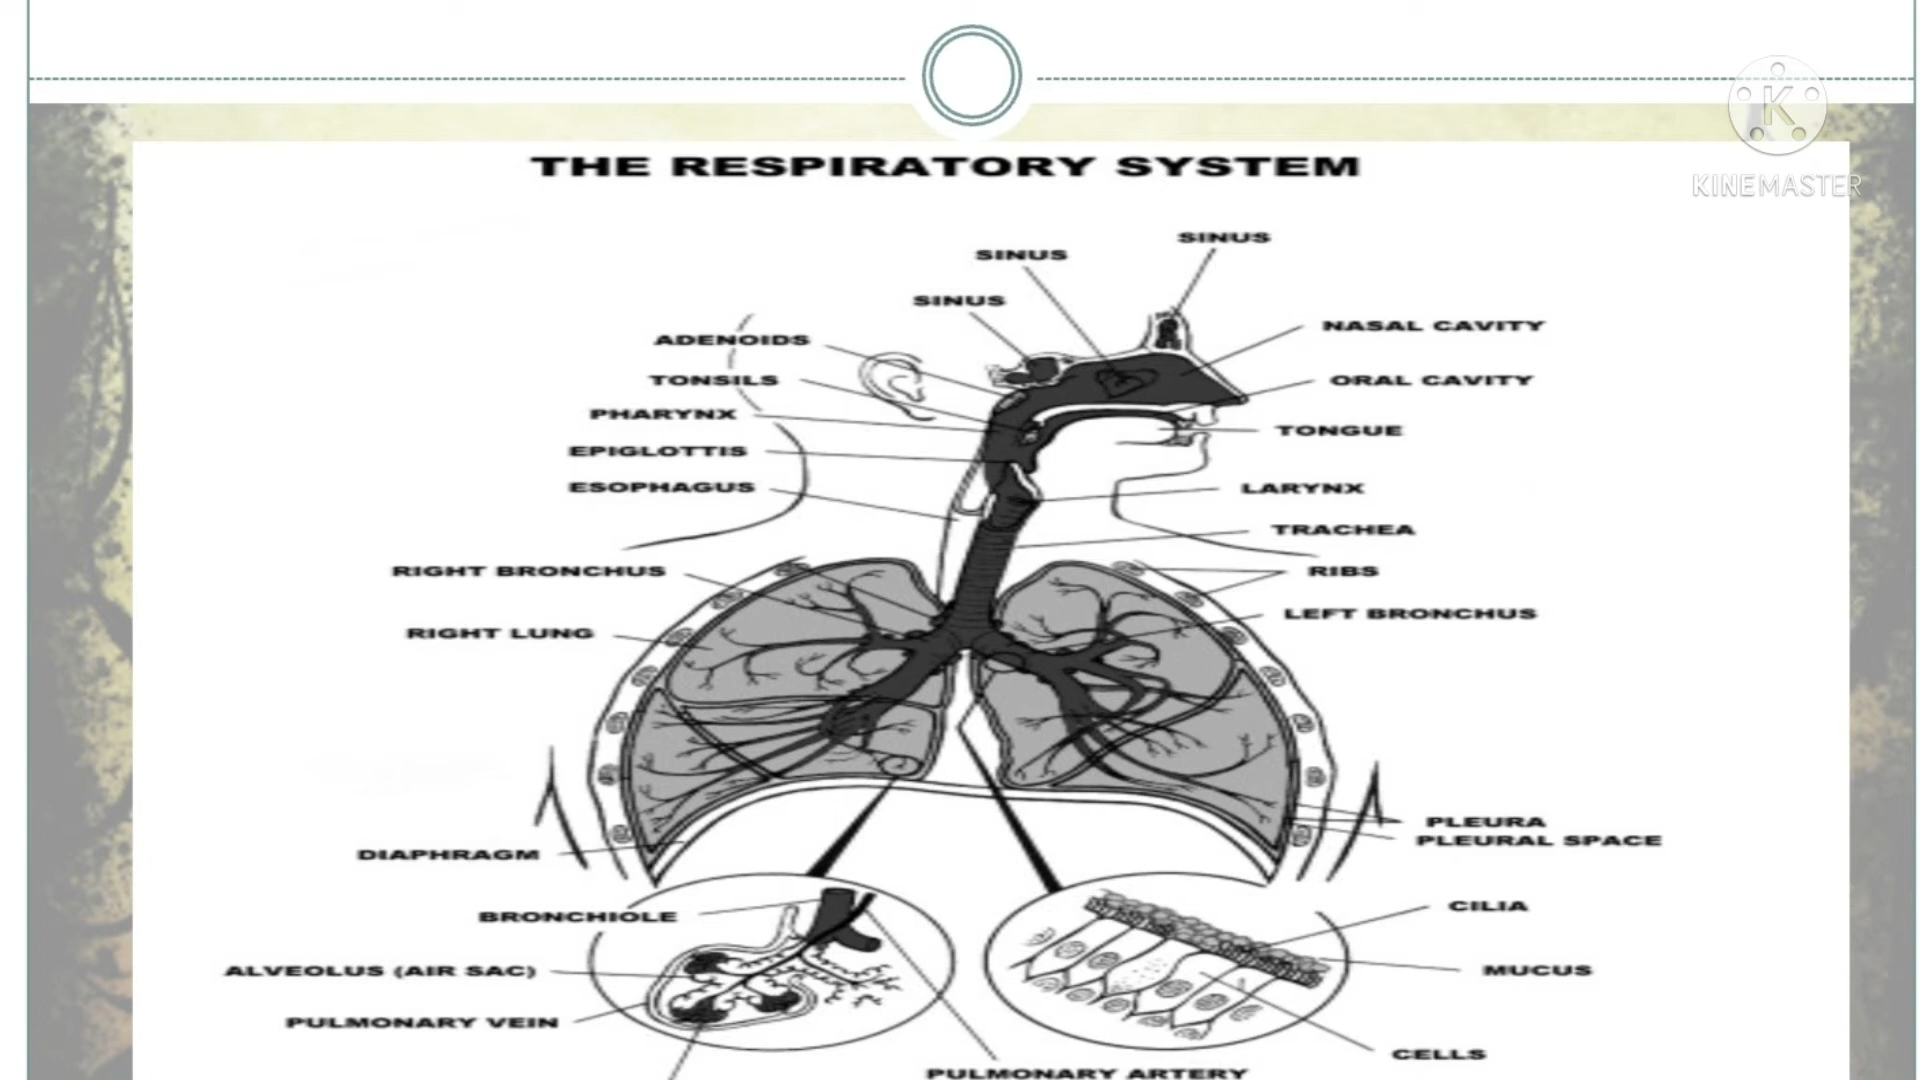 K
KINEMASTER
THE RESPIRATORY SYSTEM
SINUS
SINUS
SINUS
ADENOIDS
NASAL CAVITY
TONSILS
ORAL CAVITY
PHARYNX
TONGUE
EPIGLOTTIS
ESOPHAGUS
LARYNX
TRACHEA
RIGHT BRONCHUS
RIBS
LEFT BRONCHUS
RIGHT LUNG
PLEURA
PLEURAL SPACE
DIAPHRAGM
BRONCHIOLE
CILIA
ALVEOLUS (AIR SAC)
MUCUS
PULMONARY VEIN
CELLS
PULMONARY ARTERY